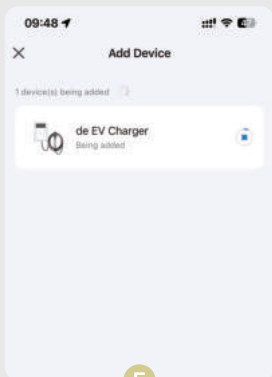 09:48
Add Device
1 device(s) being added
de EV Charger
Being added